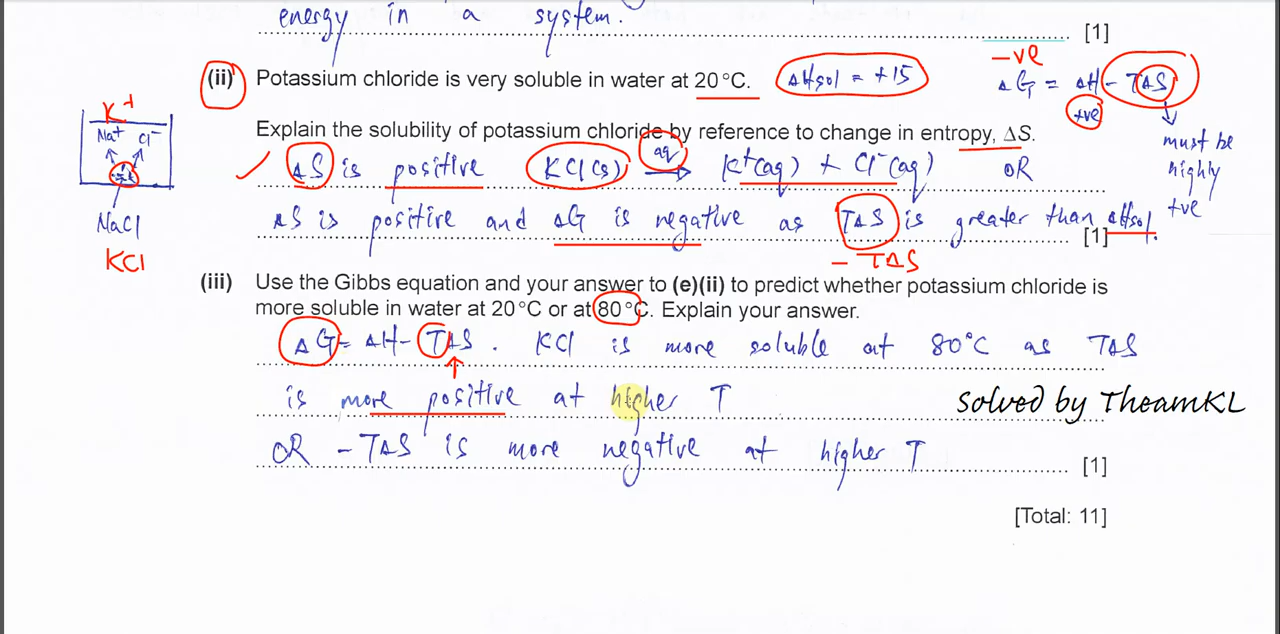 energy in a system.
[1]
(ii) Potassium chloride is very soluble in water at 20 °C. ΔHsol = +15
-ve
ΔG = ΔH - TΔS
+ve
must be
highly
+ve
K+
Na+ Cl-
NaCl
KCl
Explain the solubility of potassium chloride by reference to change in entropy, ΔS.
ΔS is positive KCl(s) aq → K+(aq) + Cl-(aq) OR
ΔS is positive and ΔG is negative as TΔS is greater than ΔHsol. [1]
- TΔS
(iii) Use the Gibbs equation and your answer to (e)(ii) to predict whether potassium chloride is
more soluble in water at 20 °C or at 80 °C. Explain your answer.
ΔG = ΔH - TΔS. KCl is more soluble at 80°C as TΔS
is more positive at higher T
Solved by TheamKL
OR - TΔS is more negative at higher T [1]
[Total: 11]